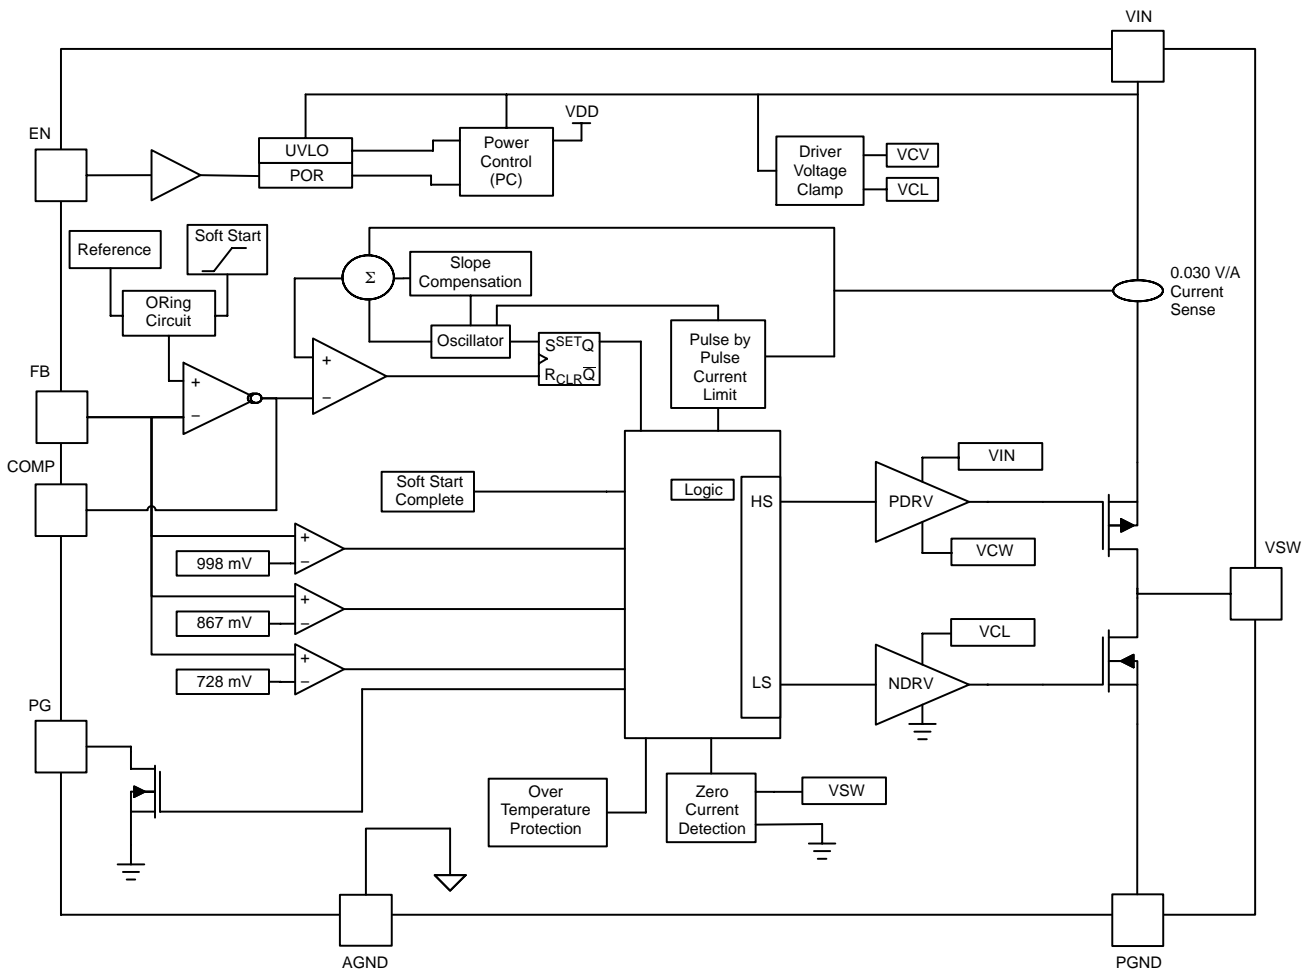 VIN
EN
UVLO
POR
Power
Control
(PC)
VDD
Driver
Voltage
Clamp
VCV
VCL
Reference
Soft Start
ORing
Circuit
Σ
Slope
Compensation
Oscillator
S SET Q
R CLR Q̅
Pulse by
Pulse
Current
Limit
0.030 V/A
Current
Sense
FB
+
−
+
−
COMP
Soft Start
Complete
Logic
HS
LS
PDRV
VIN
VCW
VSW
998 mV
+
−
867 mV
+
−
728 mV
+
−
NDRV
VCL
PG
Over
Temperature
Protection
Zero
Current
Detection
VSW
AGND
PGND